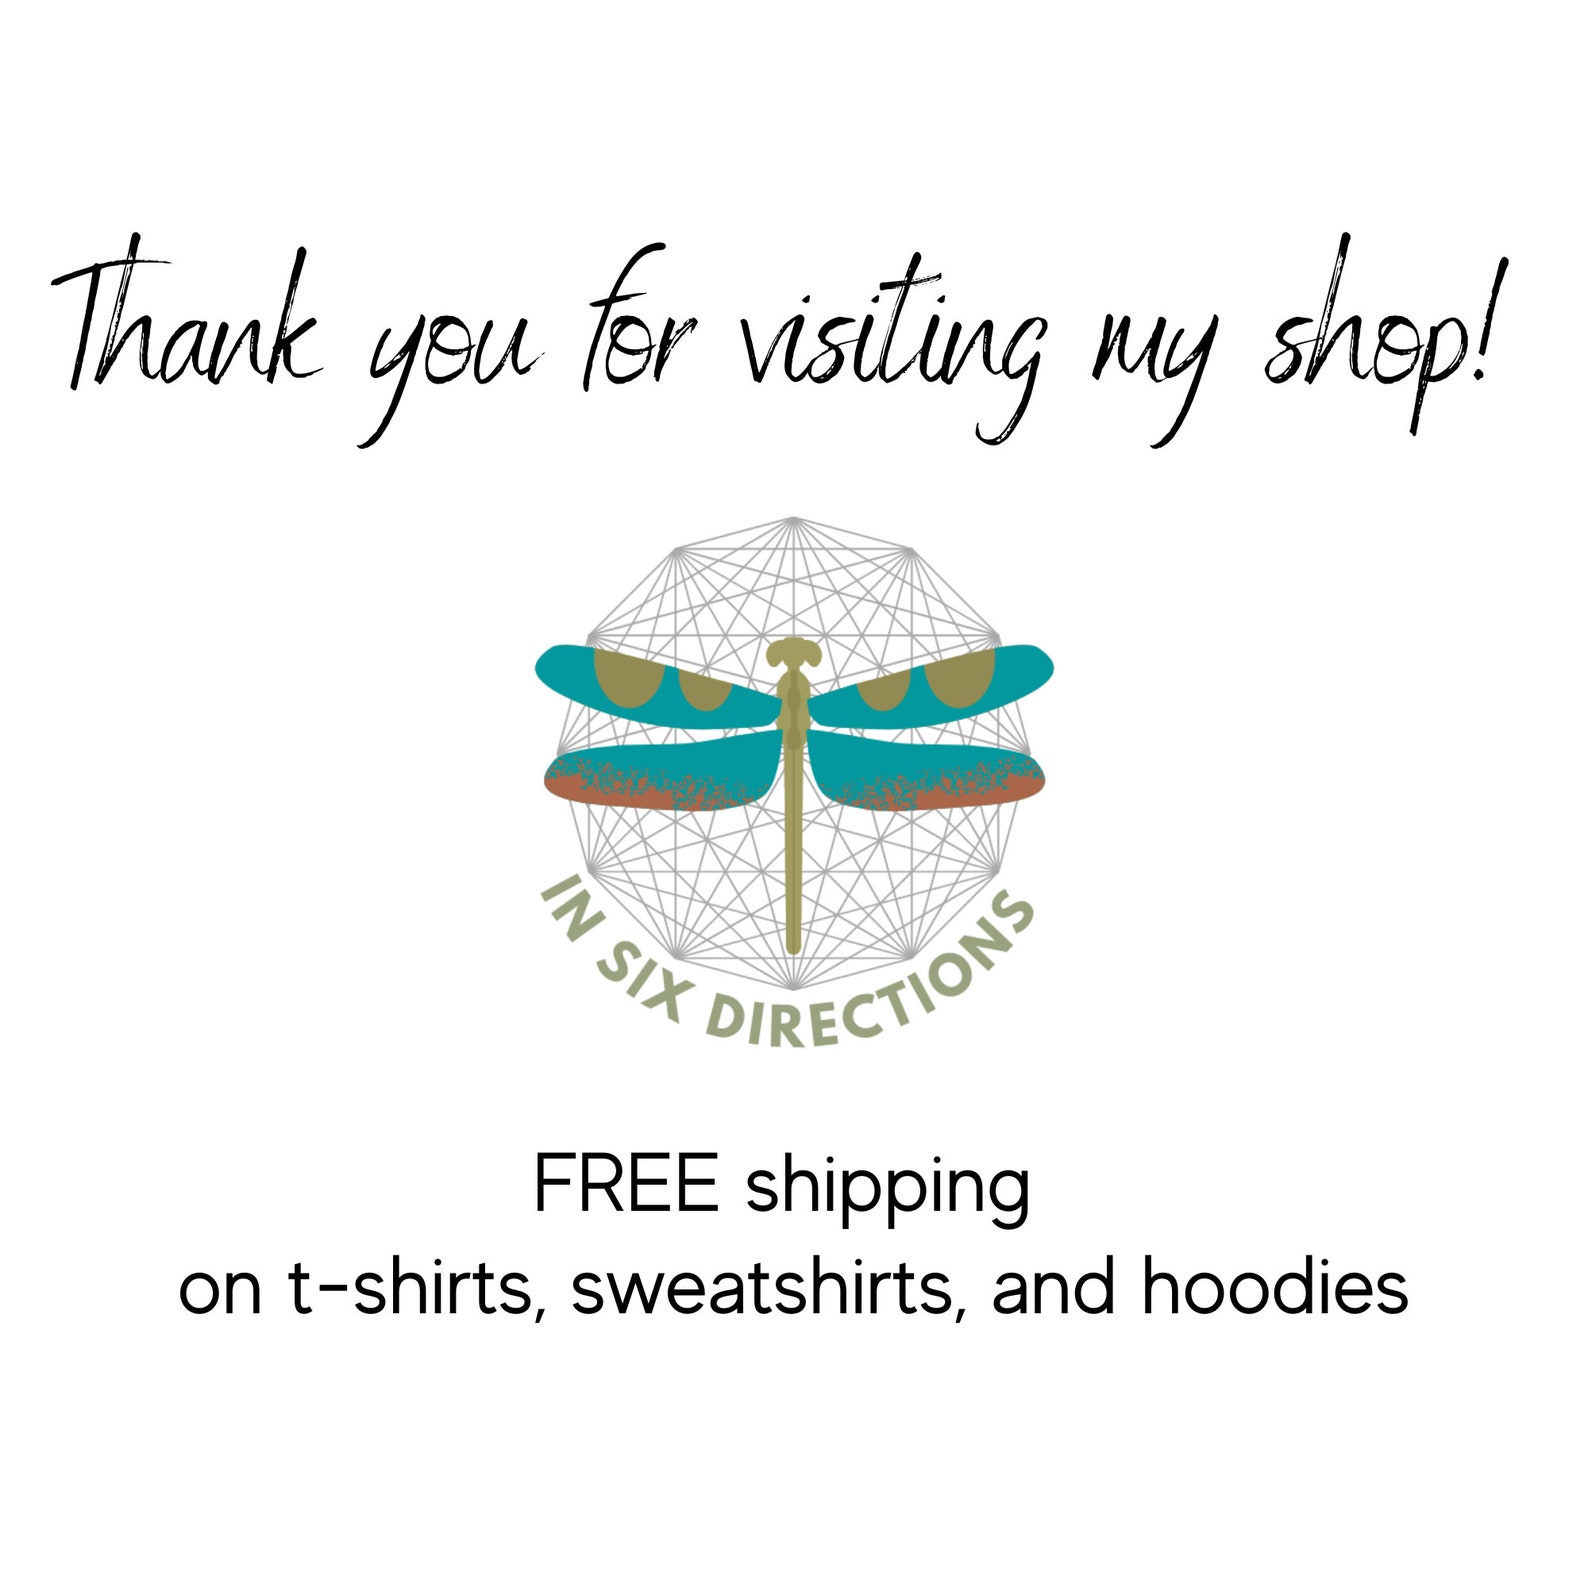 Thank you for visiting my shop!
IN SIX DIRECTIONS
FREE shipping
on t-shirts, sweatshirts, and hoodies